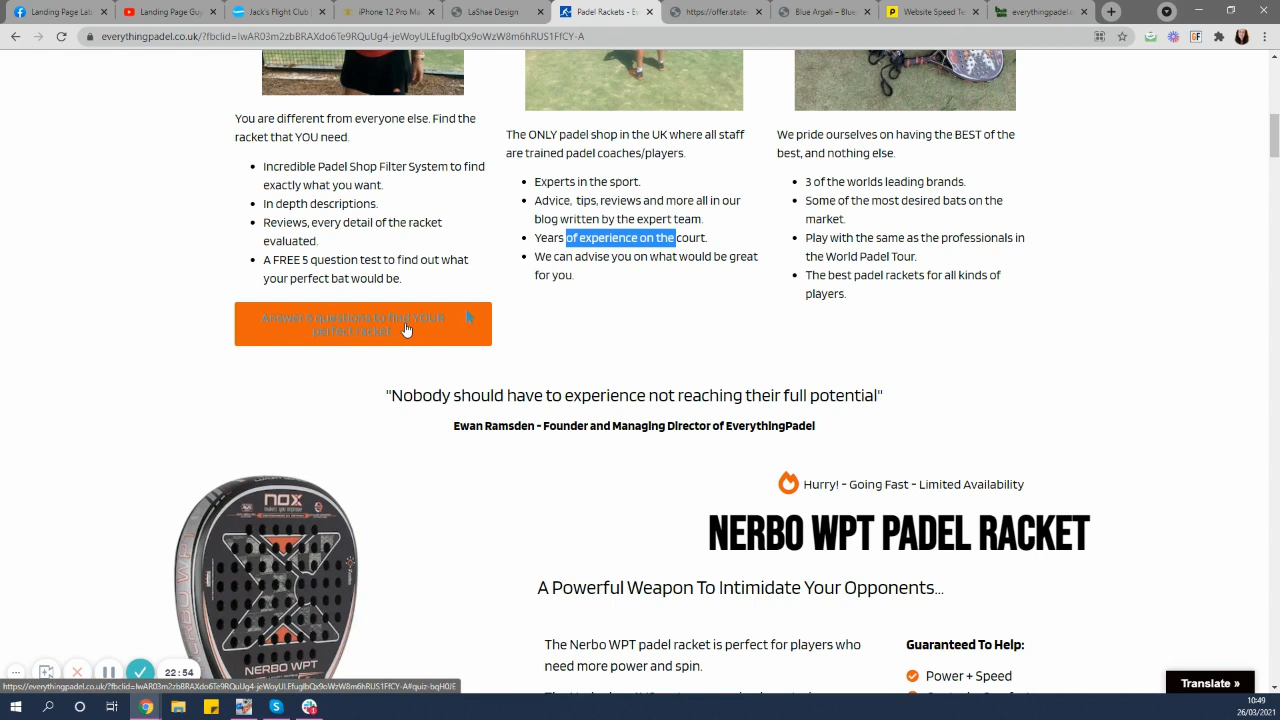 Landing Page Lab
Landing Page Gu
Jack's Flight Club
iPhone 12 Pro Ma
LaShae Design
Padel Rackets - Ev
https://offer.state
Blue Argali – Blue
Website Speed Te
everythingpadel.c
everythingpadel.co.uk/?fbclid=IwAR03m2zbBRAXdo6Te9RQuUg4-jeWoyULEfugIbQx9oWzW8m6hRUS1FfCY-A
You are different from everyone else. Find the
racket that YOU need.
Incredible Padel Shop Filter System to find
exactly what you want.
In depth descriptions.
Reviews, every detail of the racket
evaluated.
A FREE 5 question test to find out what
your perfect bat would be.
Answer 5 questions to find YOUR
perfect racket
The ONLY padel shop in the UK where all staff
are trained padel coaches/players.
Experts in the sport.
Advice, tips, reviews and more all in our
blog written by the expert team.
Years of experience on the court.
We can advise you on what would be great
for you.
We pride ourselves on having the BEST of the
best, and nothing else.
3 of the worlds leading brands.
Some of the most desired bats on the
market.
Play with the same as the professionals in
the World Padel Tour.
The best padel rackets for all kinds of
players.
"Nobody should have to experience not reaching their full potential"
Ewan Ramsden - Founder and Managing Director of EverythingPadel
nox
NERBO WPT
Hurry! - Going Fast - Limited Availability
NERBO WPT PADEL RACKET
A Powerful Weapon To Intimidate Your Opponents...
The Nerbo WPT padel racket is perfect for players who
need more power and spin.
Guaranteed To Help:
Power + Speed
22:54
https://everythingpadel.co.uk/?fbclid=IwAR03m2zbBRAXdo6Te9RQuUg4-jeWoyULEfugIbQx9oWzW8m6hRUS1FfCY-A#quiz-bqH0JE
Translate »
10:49
26/03/2021